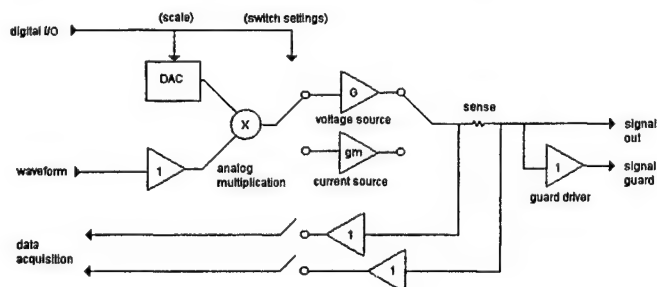 (scale)
(switch settings)
digital I/O
DAC
G
sense
X
voltage source
signal
out
gm
waveform
1
analog
multiplication
current source
1
signal
guard
guard driver
data
acquisition
1
1